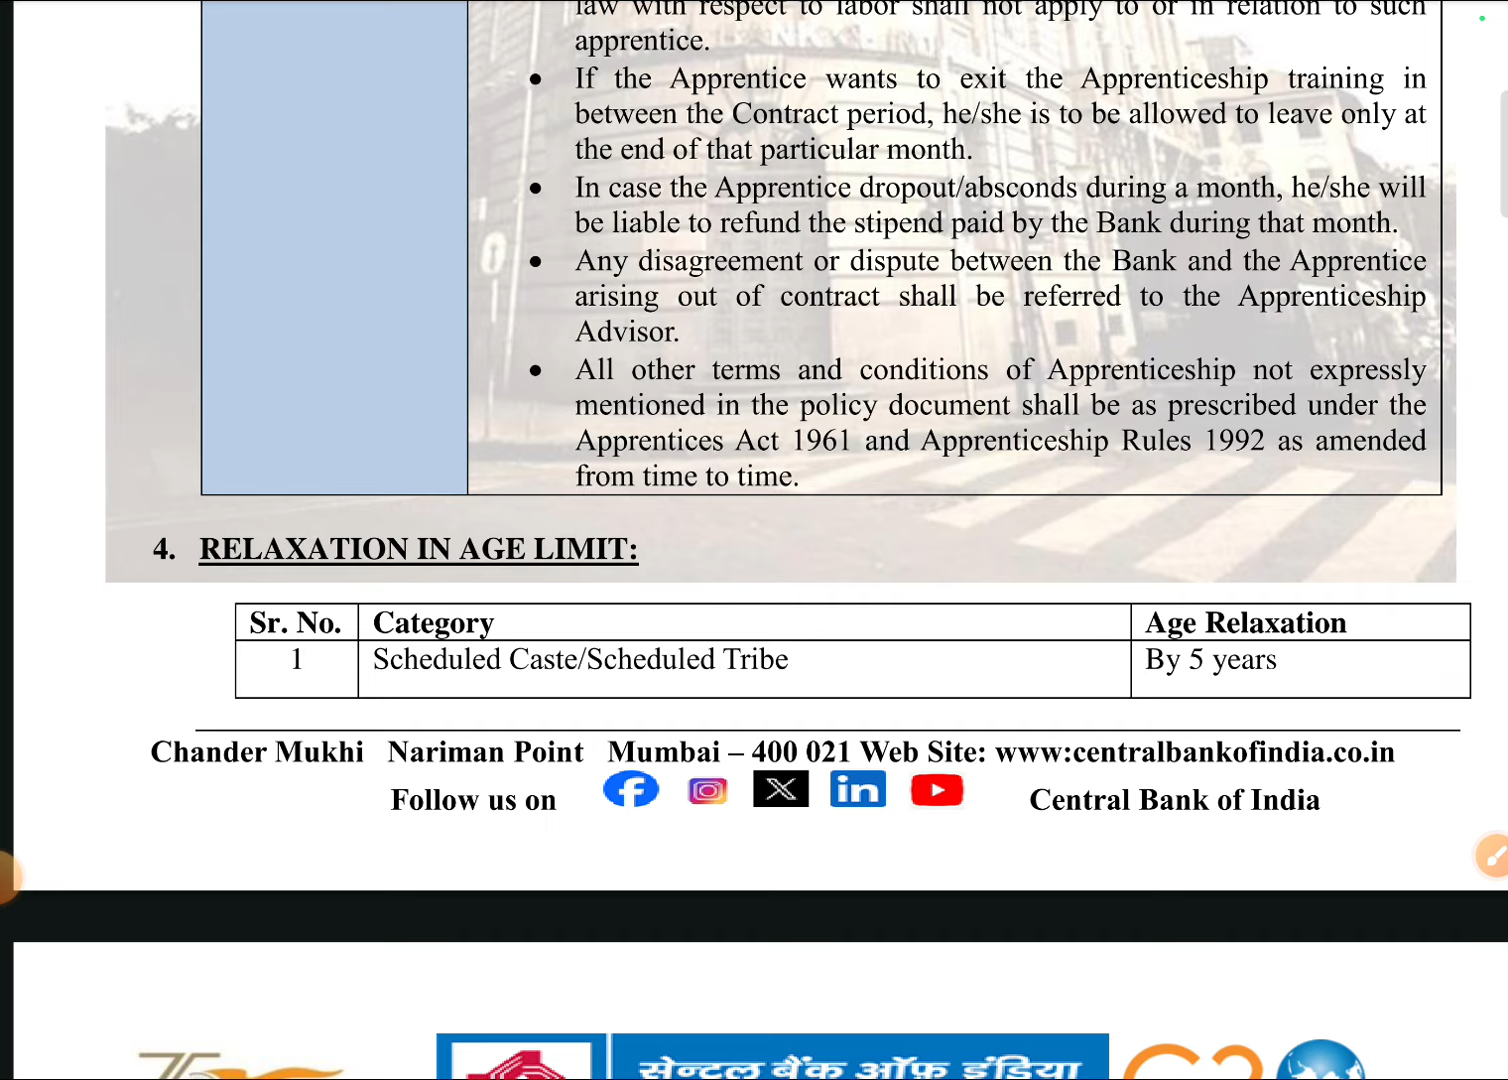 law with respect to labor shall not apply to or in relation to such
apprentice.
• If the Apprentice wants to exit the Apprenticeship training in
between the Contract period, he/she is to be allowed to leave only at
the end of that particular month.
• In case the Apprentice dropout/absconds during a month, he/she will
be liable to refund the stipend paid by the Bank during that month.
• Any disagreement or dispute between the Bank and the Apprentice
arising out of contract shall be referred to the Apprenticeship
Advisor.
• All other terms and conditions of Apprenticeship not expressly
mentioned in the policy document shall be as prescribed under the
Apprentices Act 1961 and Apprenticeship Rules 1992 as amended
from time to time.
4. RELAXATION IN AGE LIMIT:
Sr. No. Category Age Relaxation
1 Scheduled Caste/Scheduled Tribe By 5 years
Chander Mukhi Nariman Point Mumbai – 400 021 Web Site: www:centralbankofindia.co.in
Follow us on Central Bank of India
सेन्ट्रल बैंक ऑफ़ इंडिया